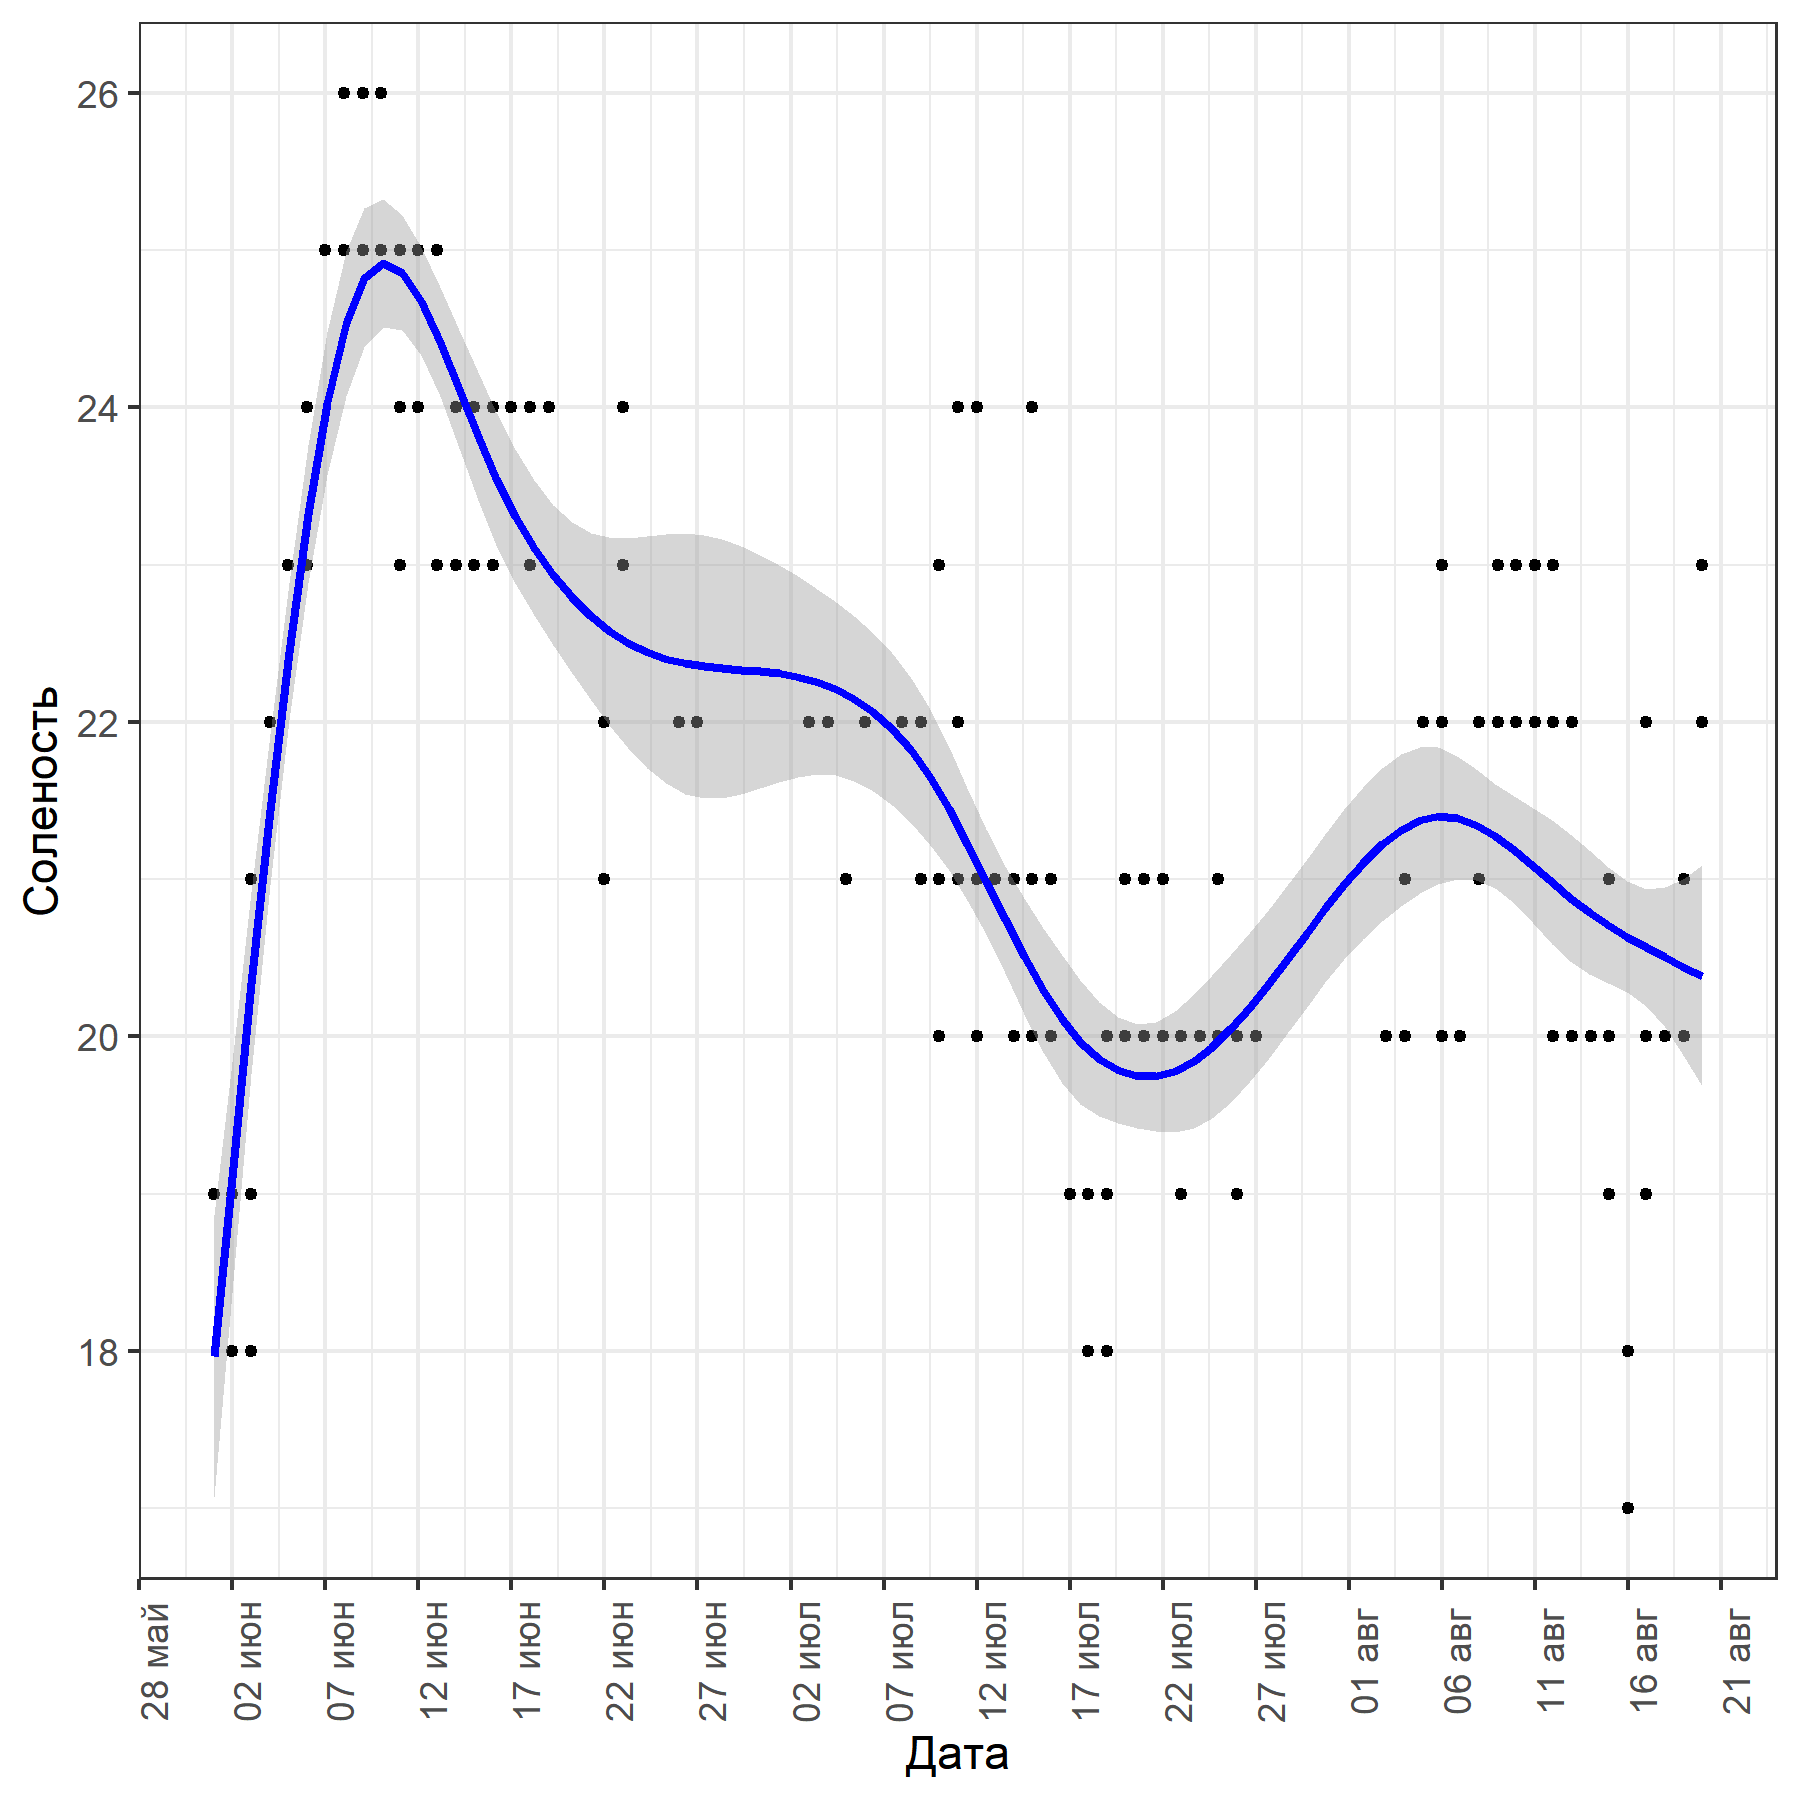 Соленость
26
24
22
20
18
28 май
02 июн
07 июн
12 июн
17 июн
22 июн
27 июн
02 июл
07 июл
12 июл
17 июл
22 июл
27 июл
01 авг
06 авг
11 авг
16 авг
21 авг
Дата